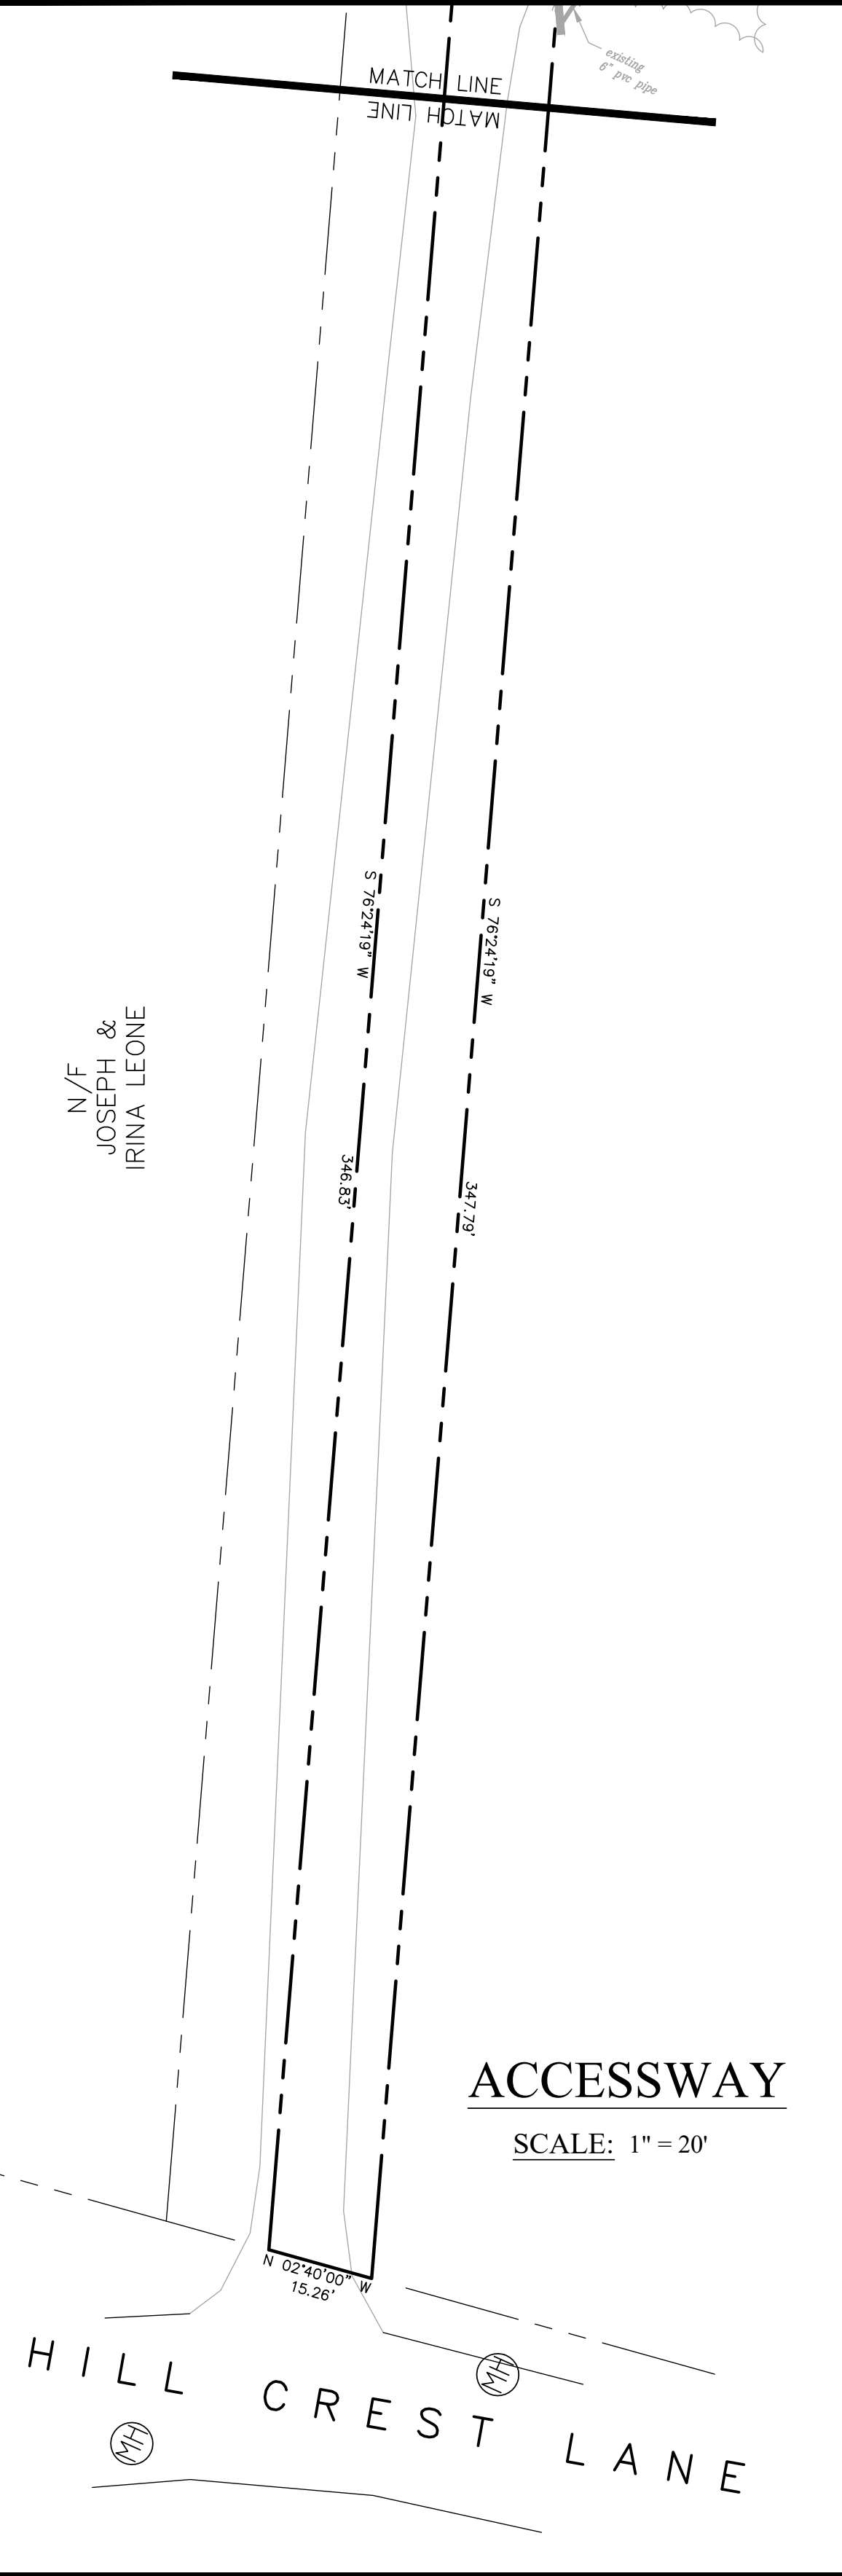 existing
6" pvc pipe
MATCH LINE
MATCH LINE
S 76°24'19" W
S 76°24'19" W
N/F
JOSEPH &
IRINA LEONE
346.83'
347.79'
ACCESSWAY
SCALE: 1" = 20'
N 02°40'00" W
15.26'
HILL CREST LANE
MH
MH